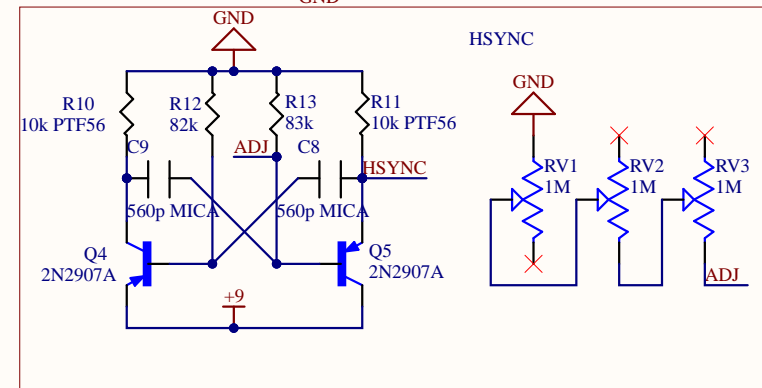 GND
GND
HSYNC
GND
R10
10k PTF56
R12
82k
R13
83k
R11
10k PTF56
C9
ADJ
C8
HSYNC
560p MICA
560p MICA
RV1
1M
RV2
1M
RV3
1M
Q4
2N2907A
Q5
2N2907A
+9
ADJ